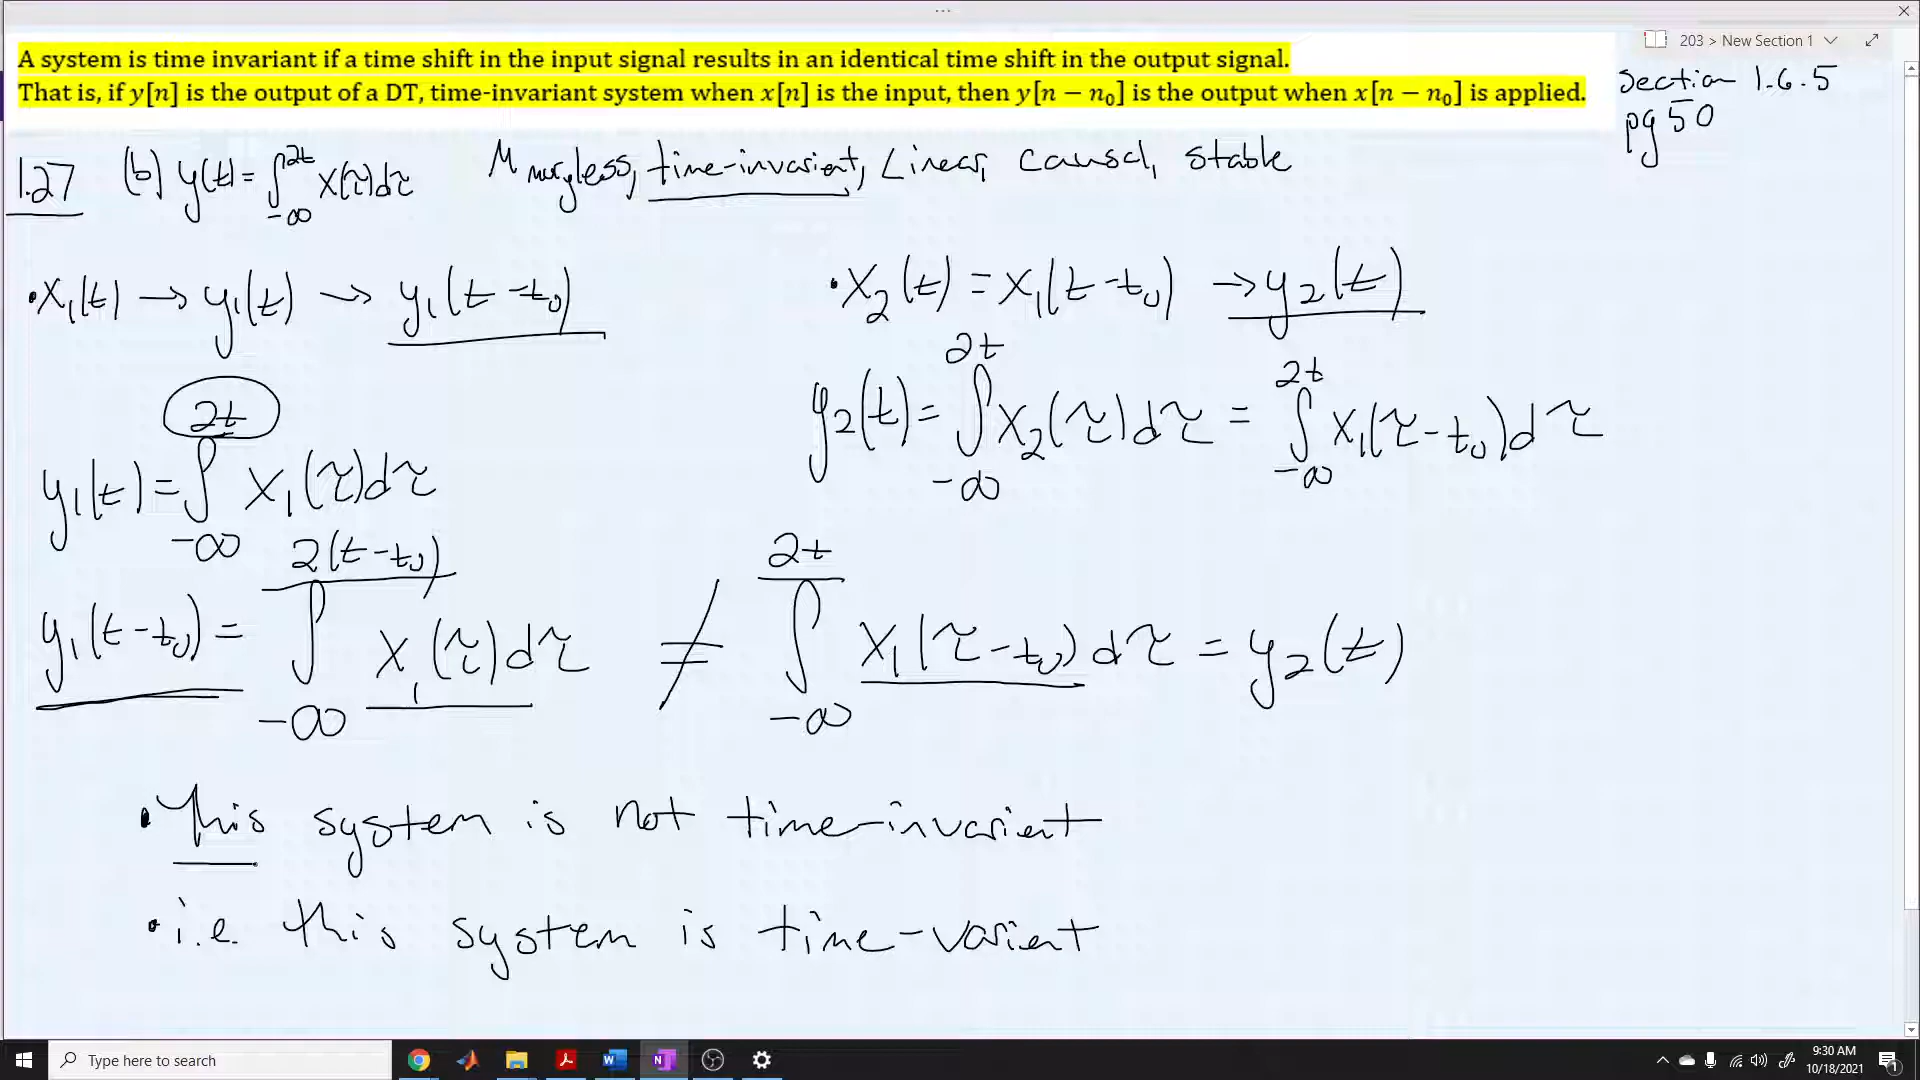 A system is time invariant if a time shift in the input signal results in an identical time shift in the output signal.
That is, if y[n] is the output of a DT, time-invariant system when x[n] is the input, then y[n − n₀] is the output when x[n − n₀] is applied.
203 > New Section 1
Section 1.6.5
pg 50
1.27 (b) y(t) = ∫_{-∞}^{2t} x(τ)dτ time-invarient, Linear, causal, stable
• x₁(t) → y₁(t) → y₁(t-t₀)
• x₂(t) = x₁(t-t₀) → y₂(t)
y₁(t) = ∫_{-∞}^{2t} x₁(τ)dτ
y₂(t) = ∫_{-∞}^{2t} x₂(τ)dτ = ∫_{-∞}^{2t} x₁(τ-t₀)dτ
y₁(t-t₀) = ∫_{-∞}^{2(t-t₀)} x₁(τ)dτ ≠ ∫_{-∞}^{2t} x₁(τ-t₀)dτ = y₂(t)
• This system is not time-invarient
• i.e. this system is time-varient
Type here to search
9:30 AM
10/18/2021